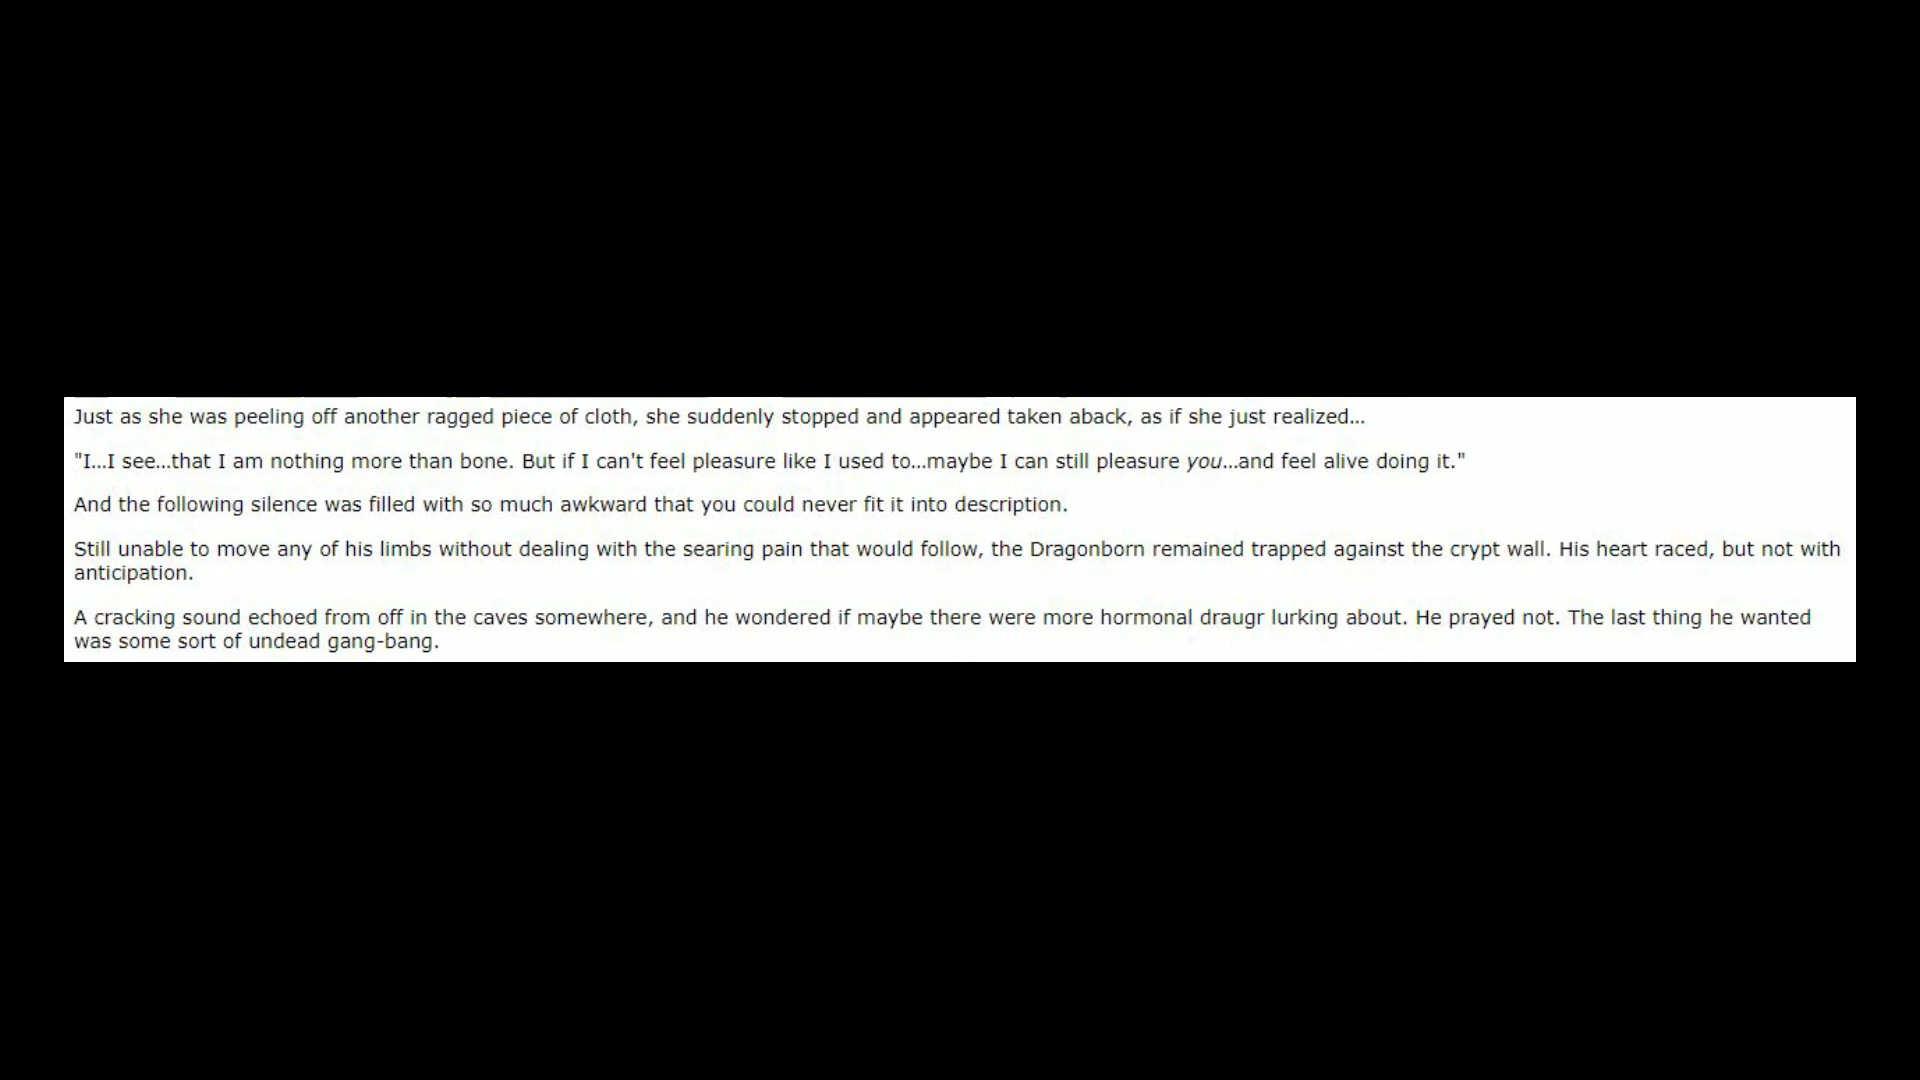 Just as she was peeling off another ragged piece of cloth, she suddenly stopped and appeared taken aback, as if she just realized...
"I...I see...that I am nothing more than bone. But if I can't feel pleasure like I used to...maybe I can still pleasure you...and feel alive doing it."
And the following silence was filled with so much awkward that you could never fit it into description.
Still unable to move any of his limbs without dealing with the searing pain that would follow, the Dragonborn remained trapped against the crypt wall. His heart raced, but not with
anticipation.
A cracking sound echoed from off in the caves somewhere, and he wondered if maybe there were more hormonal draugr lurking about. He prayed not. The last thing he wanted
was some sort of undead gang-bang.